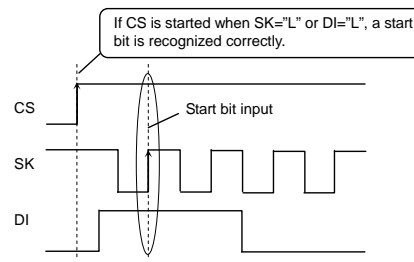 If CS is started when SK=”L” or DI=”L”, a start
bit is recognized correctly.
CS
Start bit input
SK
DI